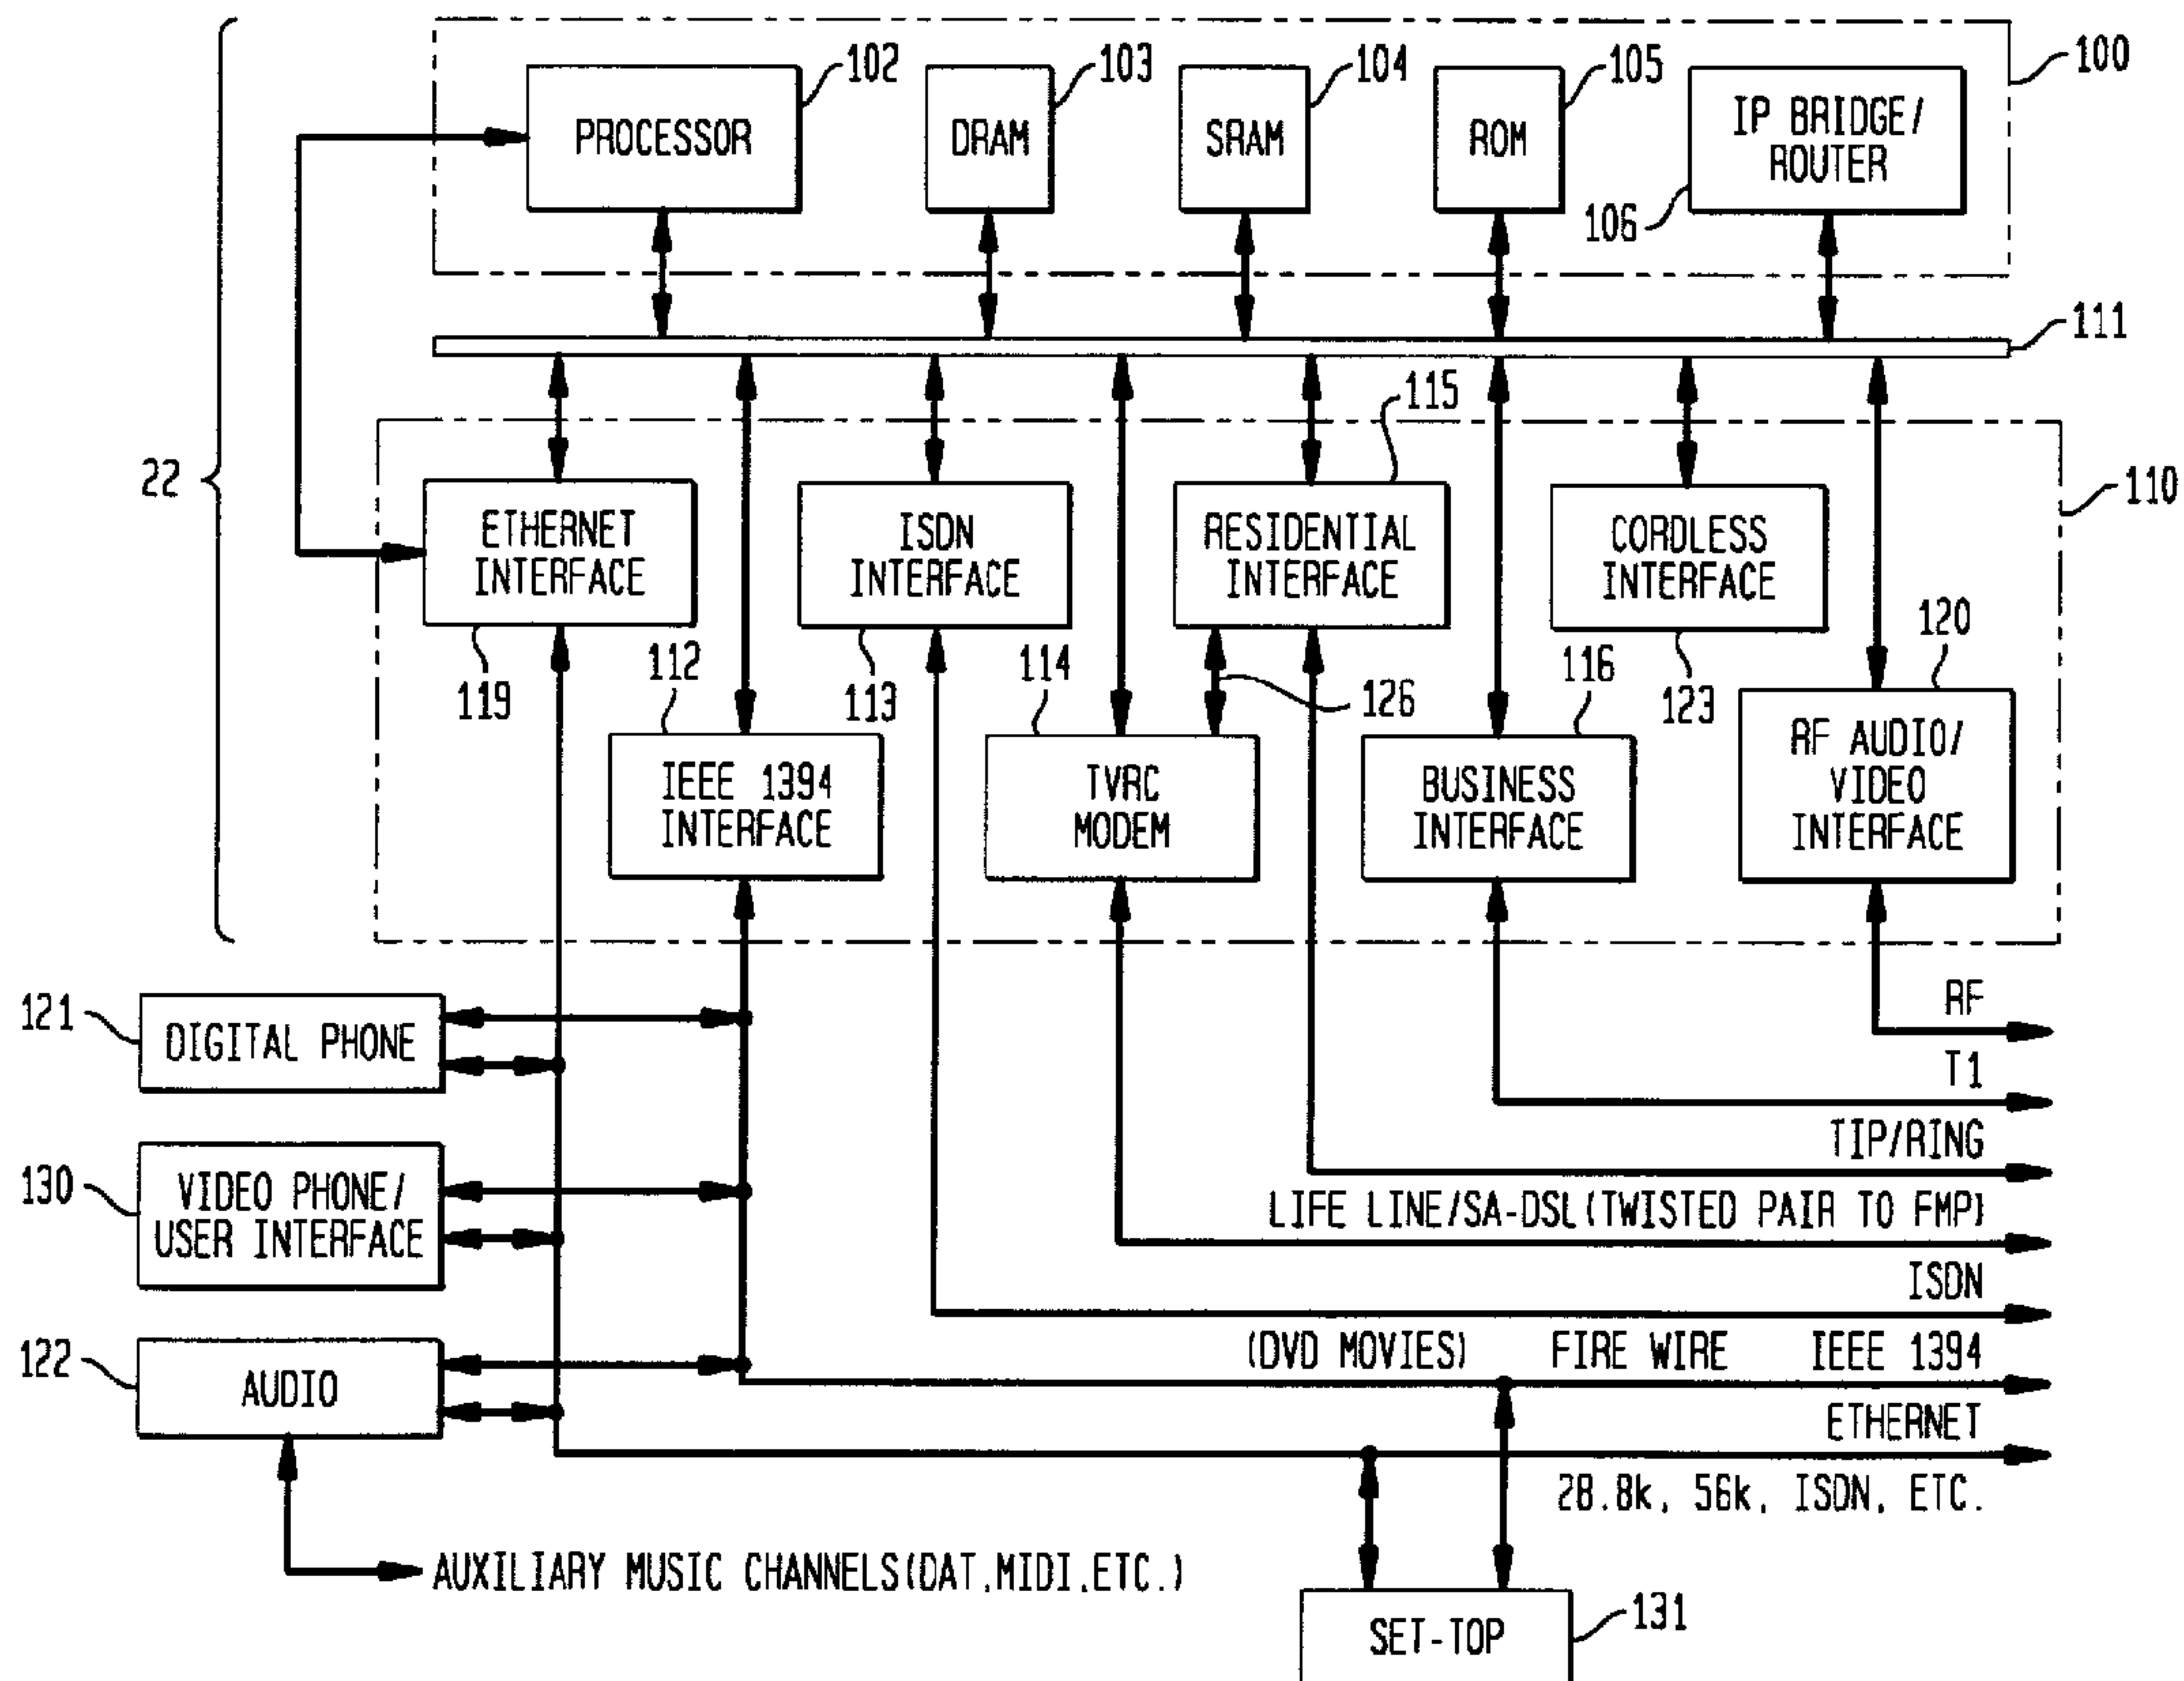 102
103
104
105
100
PROCESSOR
DRAM
SRAM
ROM
IP BRIDGE/
ROUTER
106
111
115
22
110
ETHERNET
INTERFACE
ISDN
INTERFACE
RESIDENTIAL
INTERFACE
CORDLESS
INTERFACE
120
119
112
113
114
126
116
123
IEEE 1394
INTERFACE
TVRC
MODEM
BUSINESS
INTERFACE
RF AUDIO/
VIDEO
INTERFACE
121
DIGITAL PHONE
RF
T1
TIP/RING
130
VIDEO PHONE/
USER INTERFACE
LIFE LINE/SA-DSL(TWISTED PAIR TO FMP)
ISDN
122
AUDIO
(DVD MOVIES) FIRE WIRE IEEE 1394
ETHERNET
28.8k, 56k, ISDN, ETC.
AUXILIARY MUSIC CHANNELS(DAT,MIDI,ETC.)
SET-TOP
131